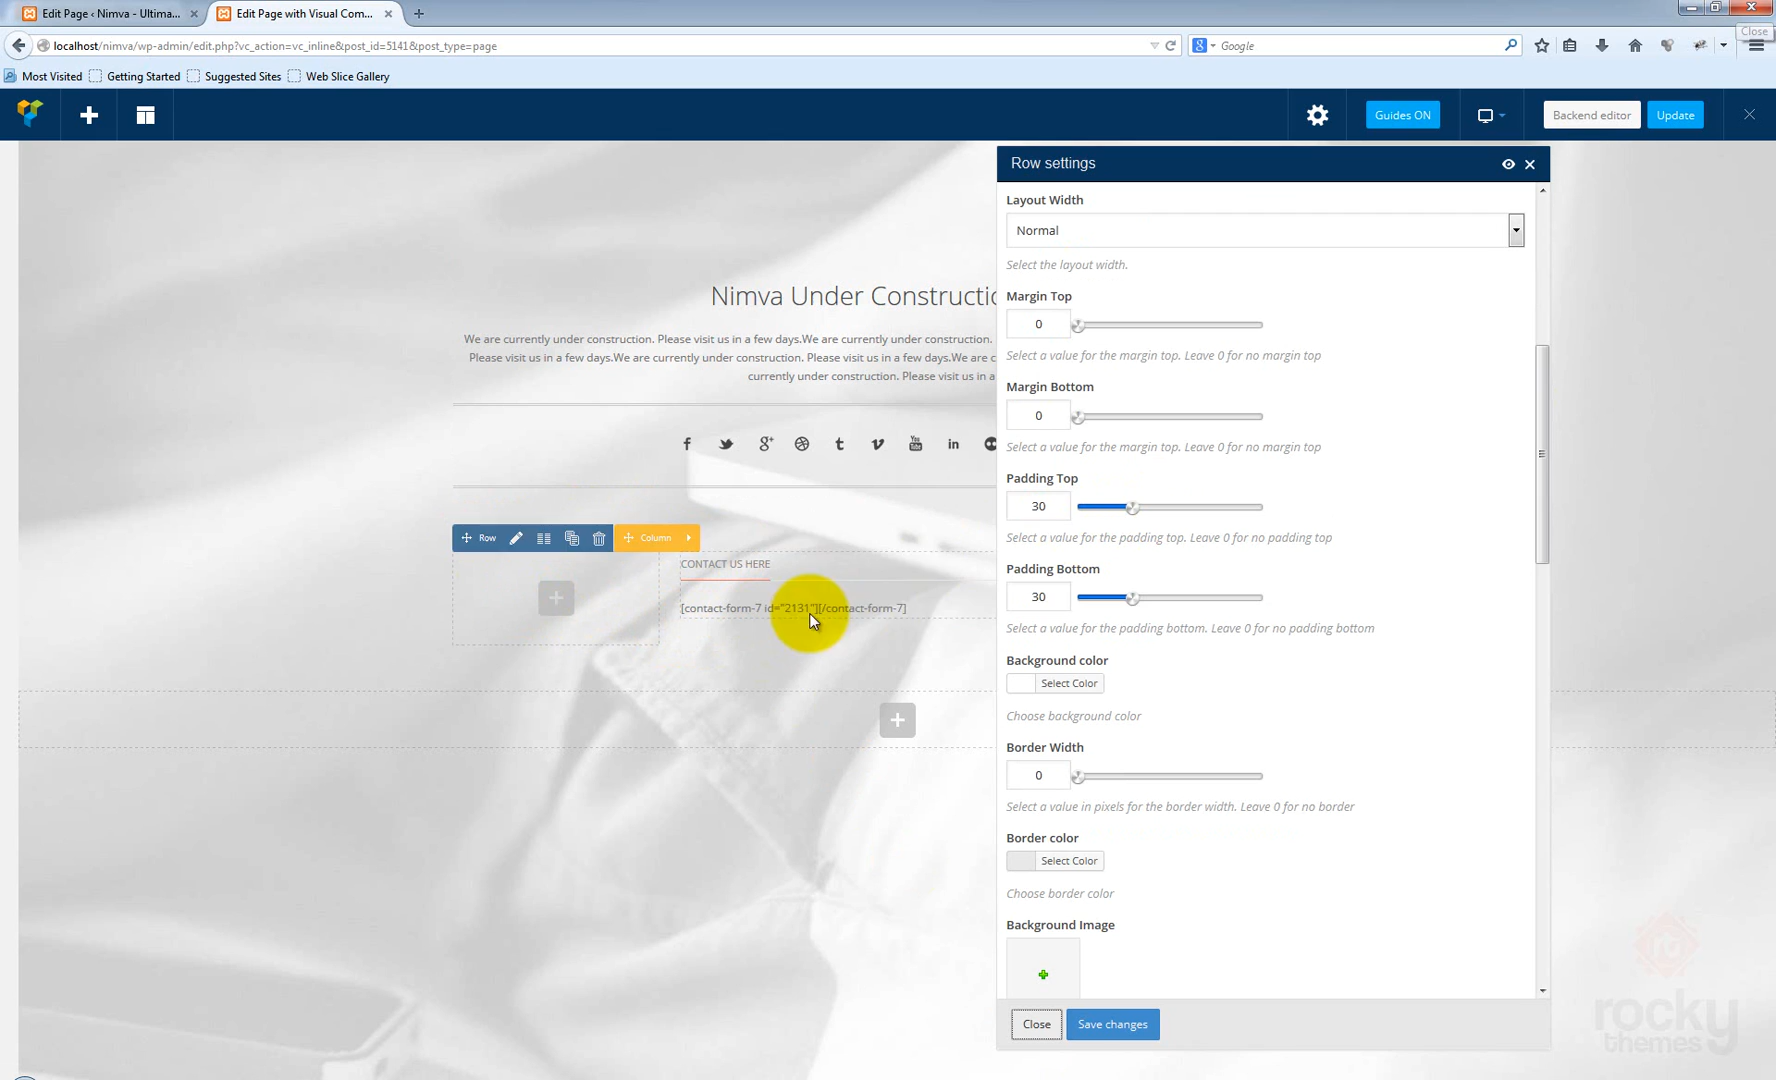 Edit Page ‹ Nimva - Ultima...
Edit Page with Visual Com...
localhost/nimva/wp-admin/edit.php?vc_action=vc_inline&post_id=5141&post_type=page
Google
Close
Most Visited
Getting Started
Suggested Sites
Web Slice Gallery
Guides ON
Backend editor
Update
Row settings
Layout Width
Normal
Select the layout width.
Margin Top
0
Select a value for the margin top. Leave 0 for no margin top
Margin Bottom
0
Select a value for the margin top. Leave 0 for no margin top
Padding Top
30
Select a value for the padding top. Leave 0 for no padding top
Padding Bottom
30
Select a value for the padding bottom. Leave 0 for no padding bottom
Background color
Select Color
Choose background color
Border Width
0
Select a value in pixels for the border width. Leave 0 for no border
Border color
Select Color
Choose border color
Background Image
Close
Save changes
Nimva Under Constructio
We are currently under construction. Please visit us in a few days.We are currently under construction.
Please visit us in a few days.We are currently under construction. Please visit us in a few days.We are c
currently under construction. Please visit us in a
Row
Column
CONTACT US HERE
[contact-form-7 id="2131"][/contact-form-7]
rocky
themes